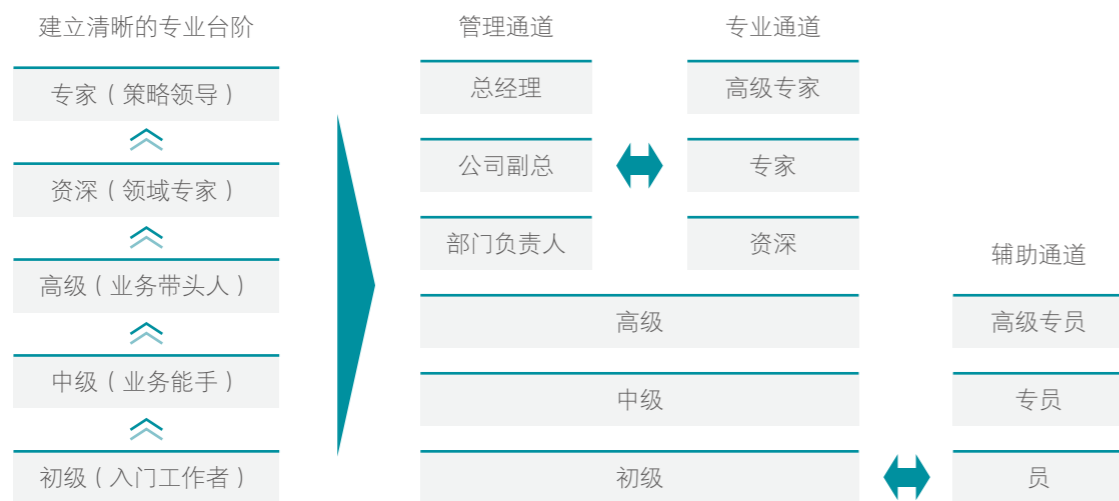 建立清晰的专业台阶
专家（策略领导）
资深（领域专家）
高级（业务带头人）
中级（业务能手）
初级（入门工作者）
管理通道
专业通道
总经理
高级专家
公司副总
专家
部门负责人
资深
高级
中级
初级
辅助通道
高级专员
专员
员